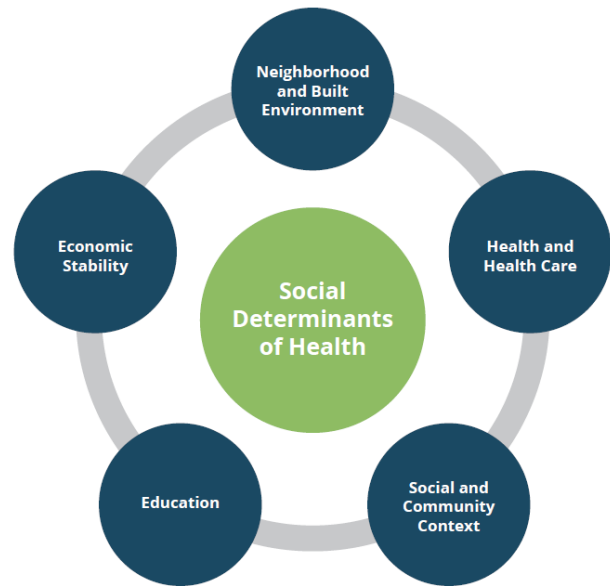 Neighborhood
and Built
Environment
Economic
Stability
Health and
Health Care
Social
Determinants
of Health
Education
Social and
Community
Context